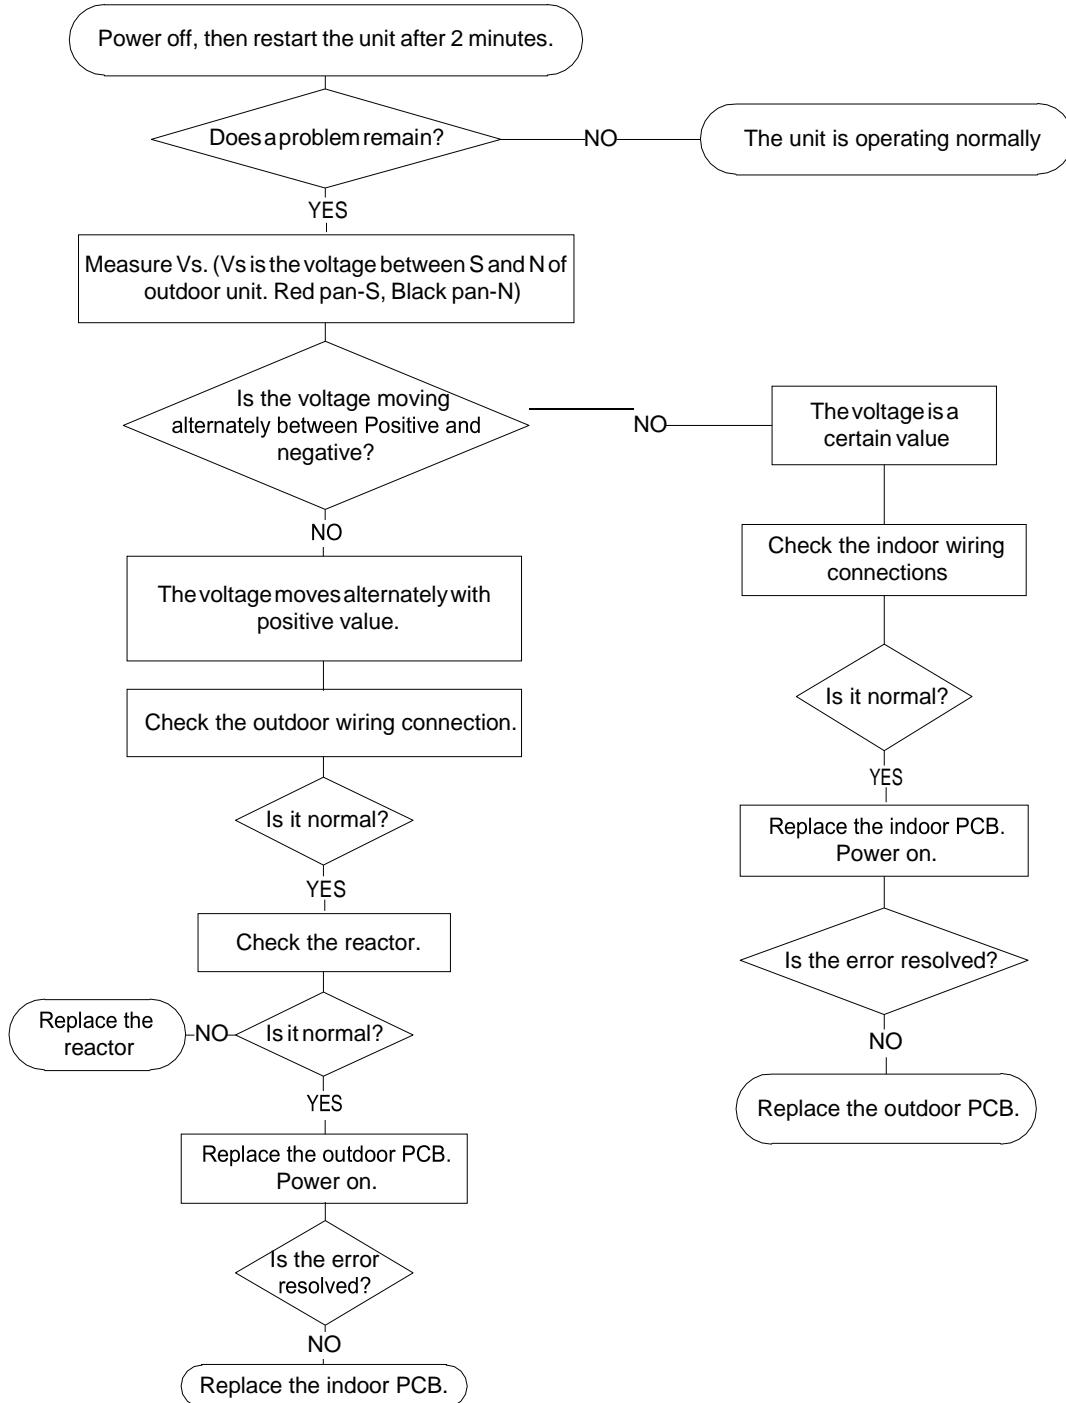 Power off, then restart the unit after 2 minutes.
Does a problem remain?
NO
The unit is operating normally
YES
Measure Vs. (Vs is the voltage between S and N of
outdoor unit. Red pan-S, Black pan-N)
Is the voltage moving
alternately between Positive and
negative?
NO
The voltage is a
certain value
NO
The voltage moves alternately with
positive value.
Check the outdoor wiring connection.
Is it normal?
YES
Check the reactor.
Is it normal?
NO
Replace the
reactor
YES
Replace the outdoor PCB.
Power on.
Is the error
resolved?
NO
Replace the indoor PCB.
Check the indoor wiring
connections
Is it normal?
YES
Replace the indoor PCB.
Power on.
Is the error resolved?
NO
Replace the outdoor PCB.